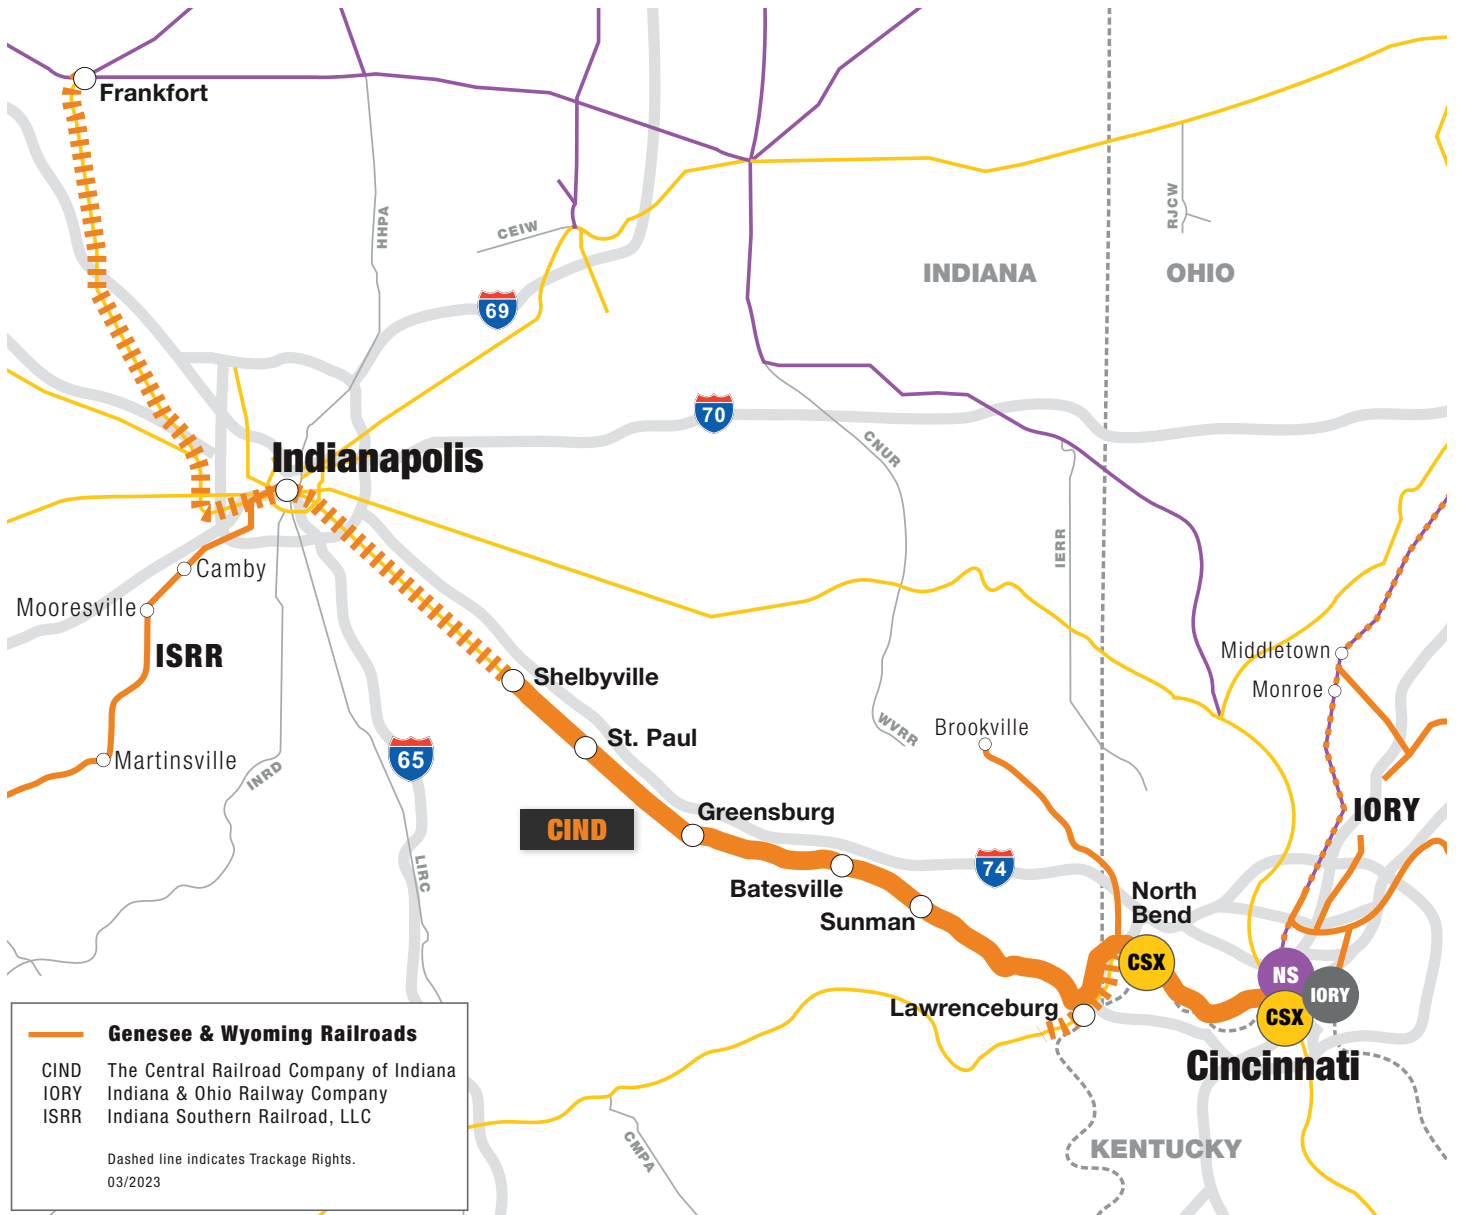 Frankfort
HHPA
CEIW
RJCW
INDIANA
OHIO
69
70
CNUR
Indianapolis
IERR
Camby
Mooresville
ISRR
Middletown
Monroe
Shelbyville
St. Paul
Brookville
WVRR
Martinsville
INRD
65
IORY
Greensburg
CIND
LIRC
74
Batesville
Sunman
North
Bend
CSX
NS
IORY
CSX
Lawrenceburg
Cincinnati
Genesee & Wyoming Railroads
CIND The Central Railroad Company of Indiana
IORY Indiana & Ohio Railway Company
ISRR Indiana Southern Railroad, LLC
Dashed line indicates Trackage Rights.
03/2023
CMPA
KENTUCKY